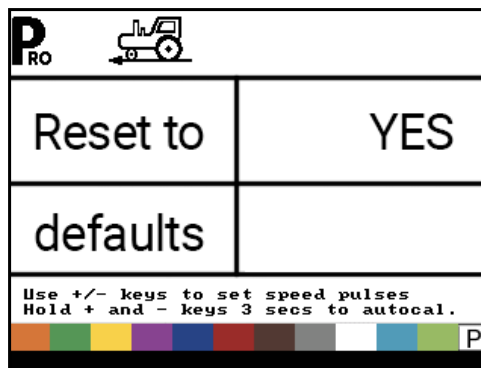 PRO
Reset to YES
defaults
Use +/- keys to set speed pulses
Hold + and - keys 3 secs to autocal.
P